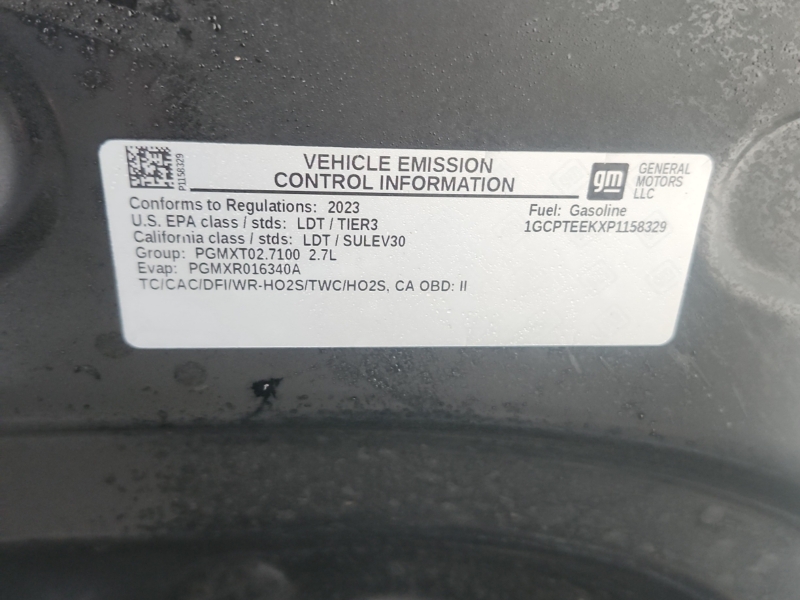 P1158329
VEHICLE EMISSION
CONTROL INFORMATION
gm
GENERAL
MOTORS
LLC
Conforms to Regulations: 2023
Fuel: Gasoline
U.S. EPA class / stds: LDT / TIER3
1GCPTEEKXP1158329
California class / stds: LDT / SULEV30
Group: PGMXT02.7100 2.7L
Evap: PGMXR016340A
TC/CAC/DFI/WR-HO2S/TWC/HO2S, CA OBD: II